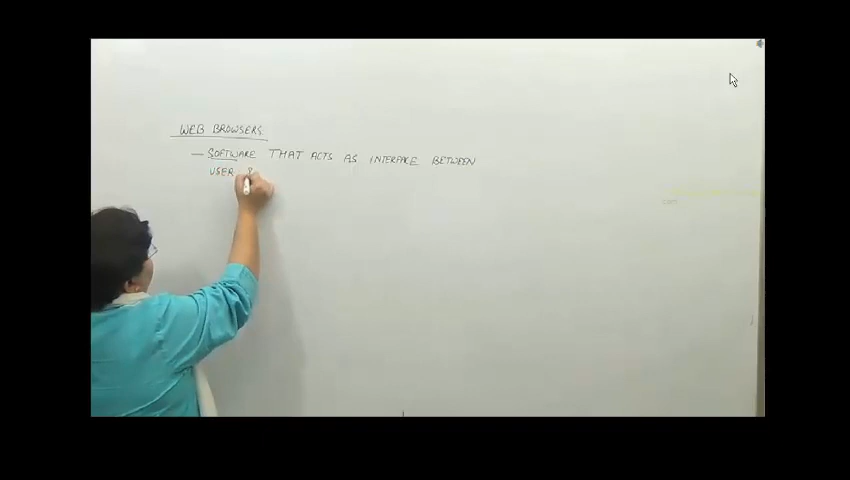 WEB BROWSERS
— SOFTWARE THAT ACTS AS INTERFACE BETWEEN
USER &